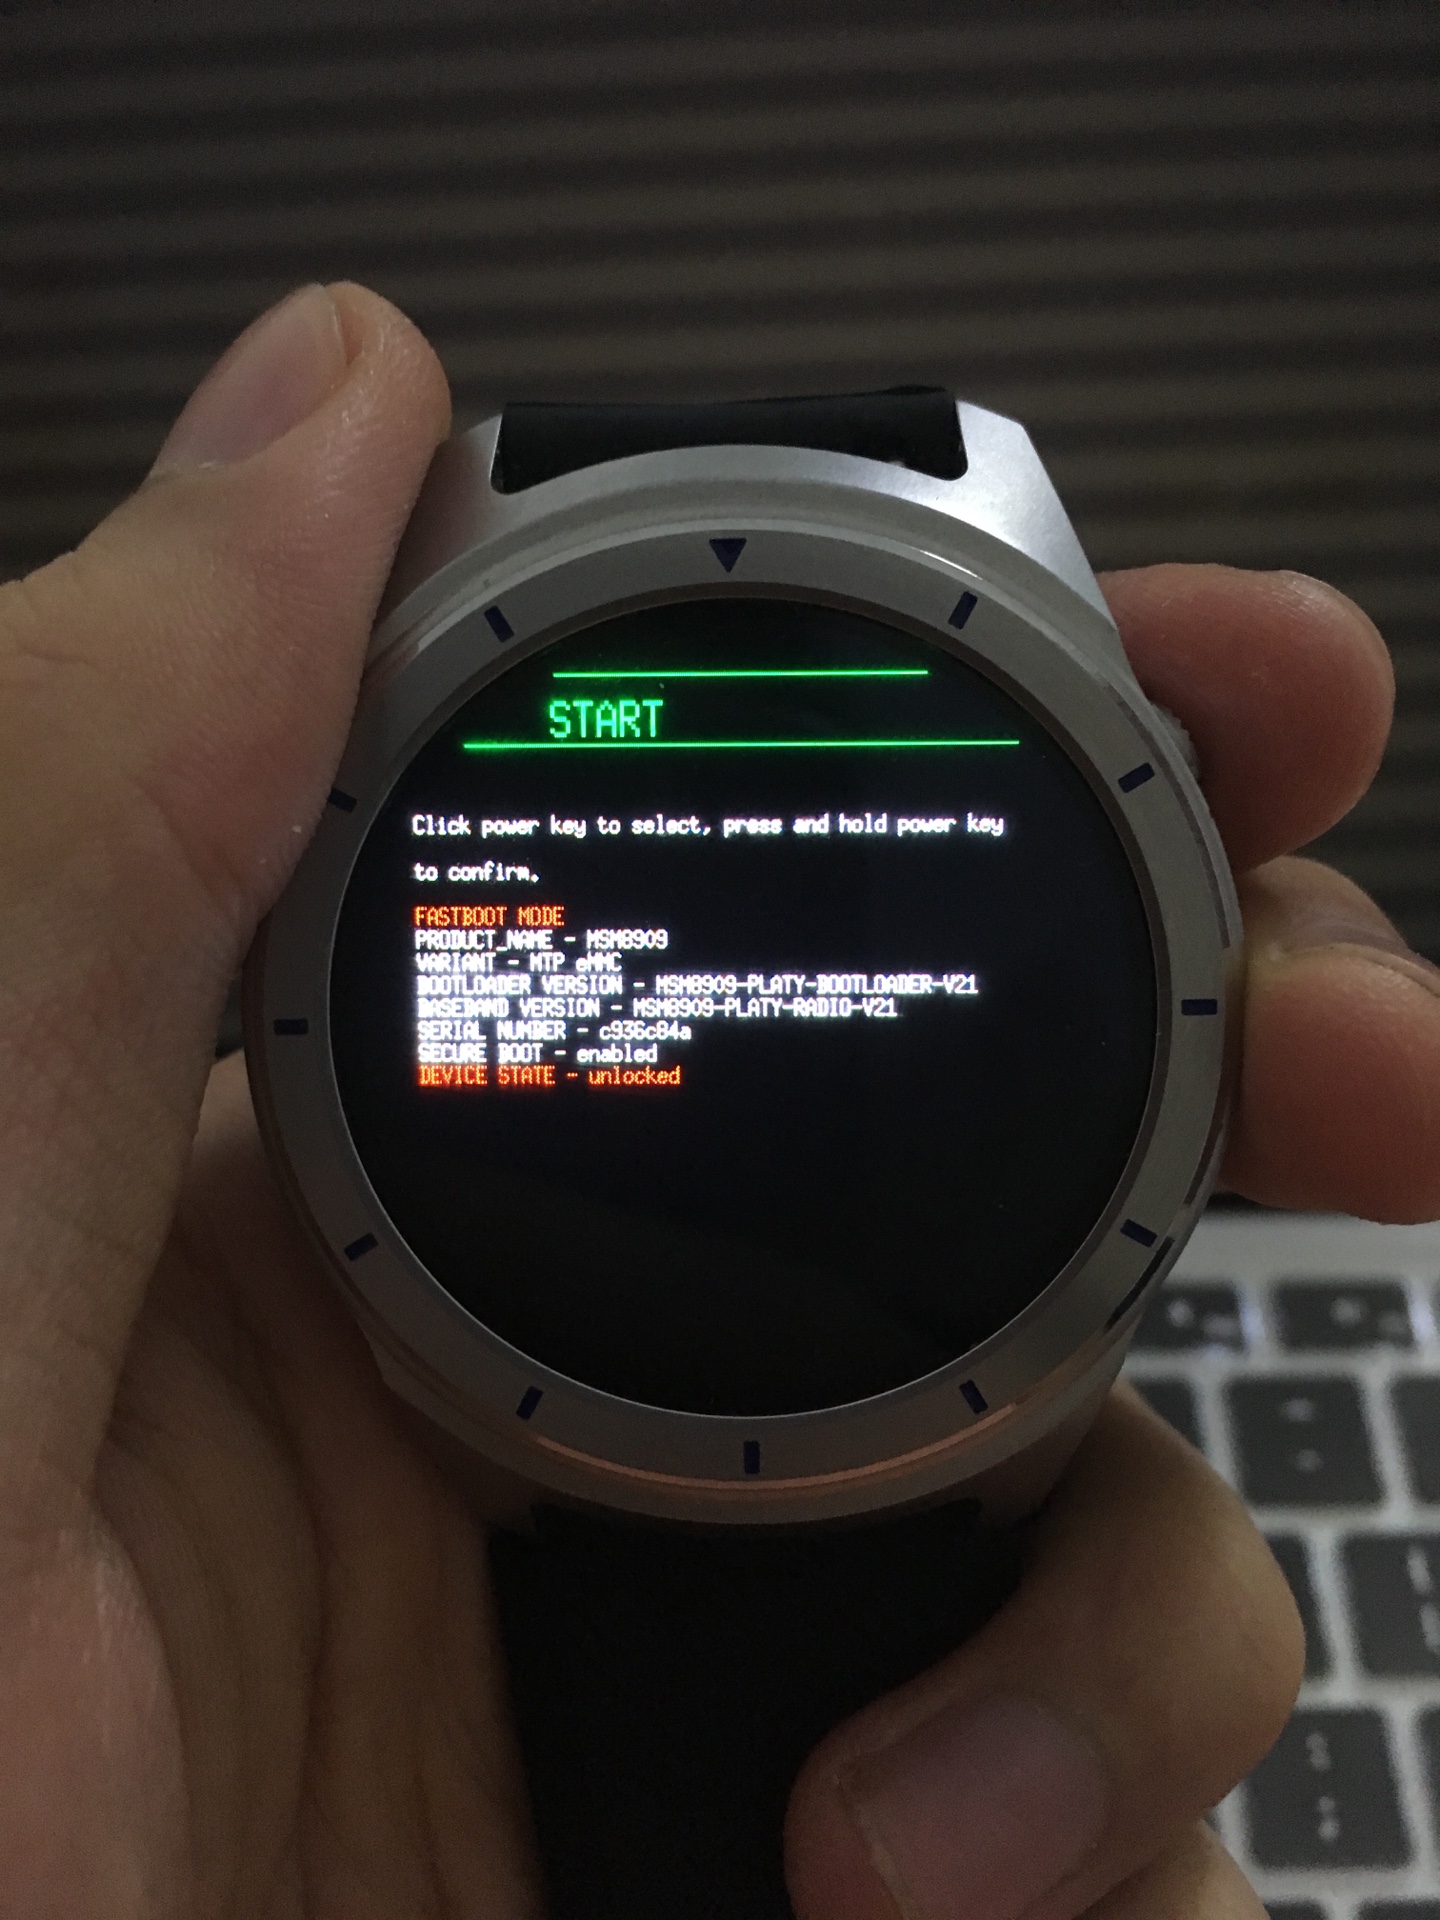 START
Click power key to select, press and hold power key
to confirm.
FASTBOOT MODE
PRODUCT_NAME - MSM8909
VARIANT - MTP eMMC
BOOTLOADER VERSION - MSM8909-PLATY-BOOTLOADER-V21
BASEBAND VERSION - MSM8909-PLATY-RADIO-V21
SERIAL NUMBER - c936c84a
SECURE BOOT - enabled
DEVICE STATE - unlocked